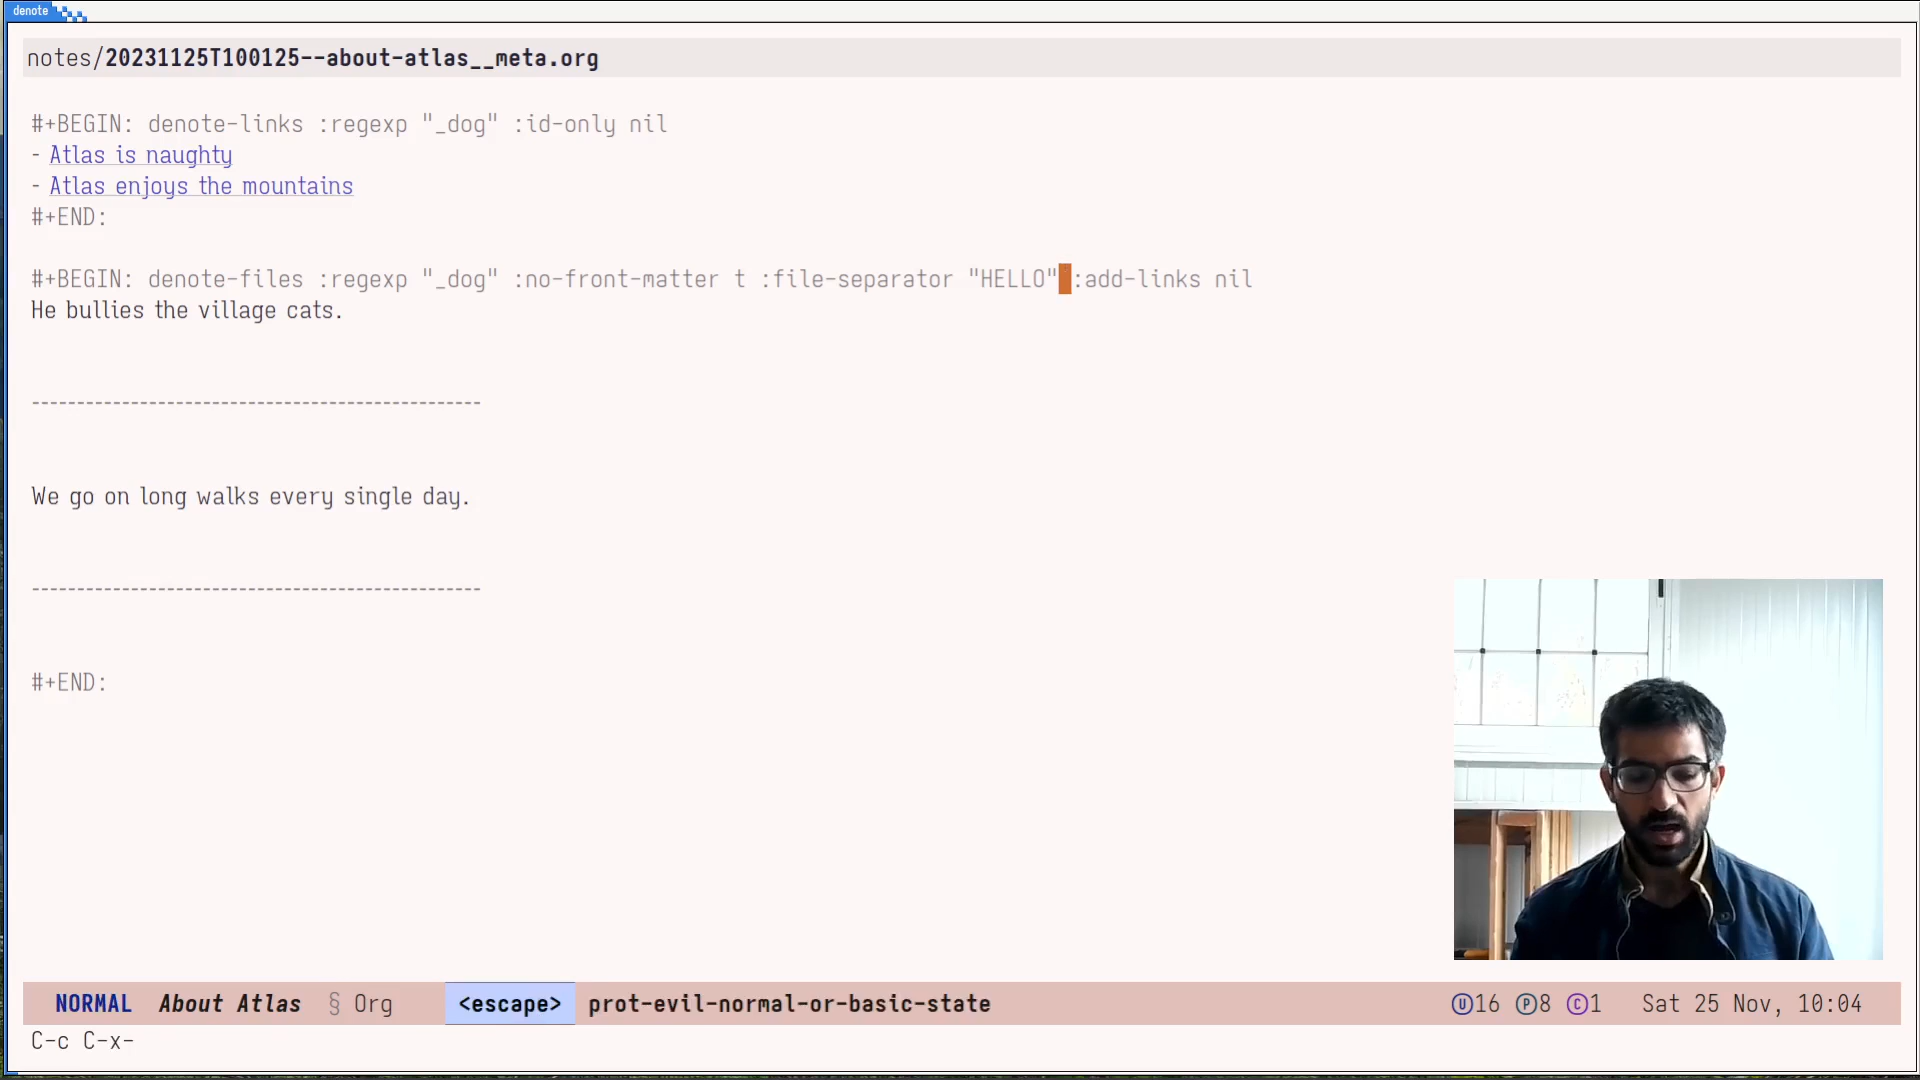 denote
notes/20231125T100125--about-atlas__meta.org
#+BEGIN: denote-links :regexp "_dog" :id-only nil
- Atlas is naughty
- Atlas enjoys the mountains
#+END:
#+BEGIN: denote-files :regexp "_dog" :no-front-matter t :file-separator "HELLO" :add-links nil
He bullies the village cats.
--------------------------------------------------
We go on long walks every single day.
--------------------------------------------------
#+END:
NORMAL About Atlas § Org <escape> prot-evil-normal-or-basic-state Ⓤ16 Ⓟ8 Ⓒ1 Sat 25 Nov, 10:04
C-c C-x-